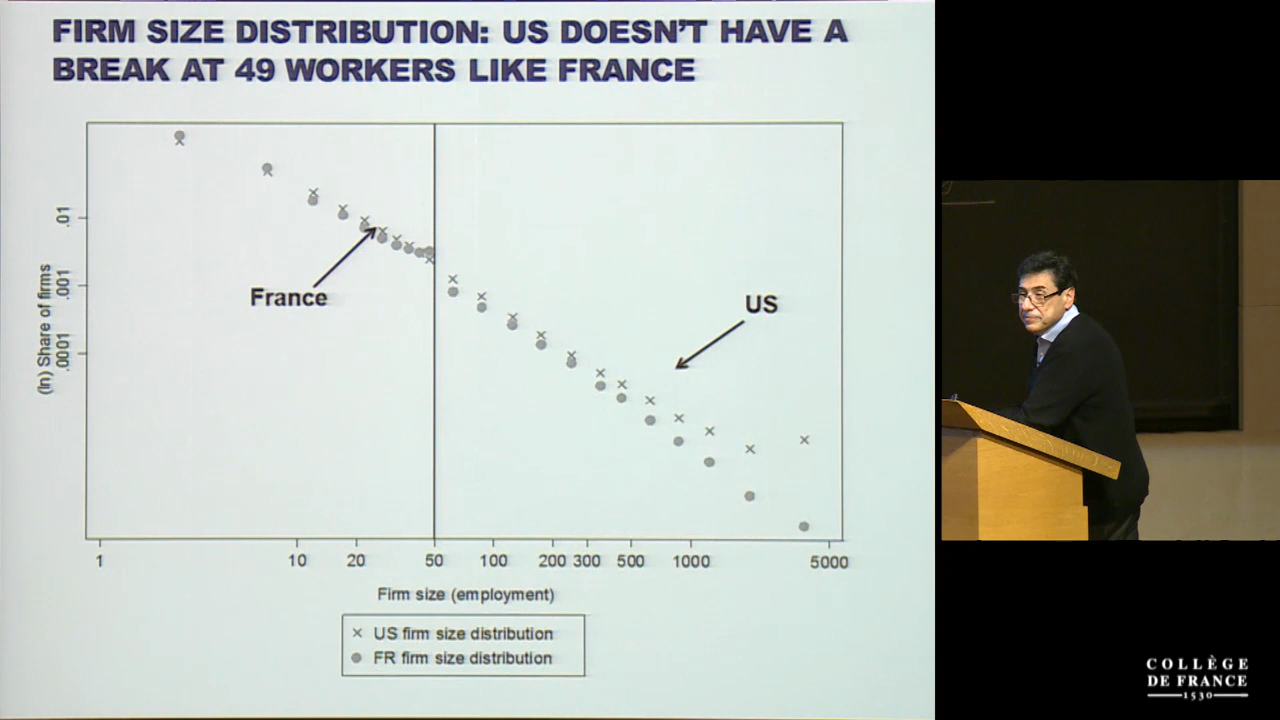 FIRM SIZE DISTRIBUTION: US DOESN'T HAVE A
BREAK AT 49 WORKERS LIKE FRANCE
(ln) Share of firms
.01
.001
.0001
France
US
1
10
20
50
100
200
300
500
1000
5000
Firm size (employment)
× US firm size distribution
● FR firm size distribution
COLLÈGE
DE FRANCE
1530